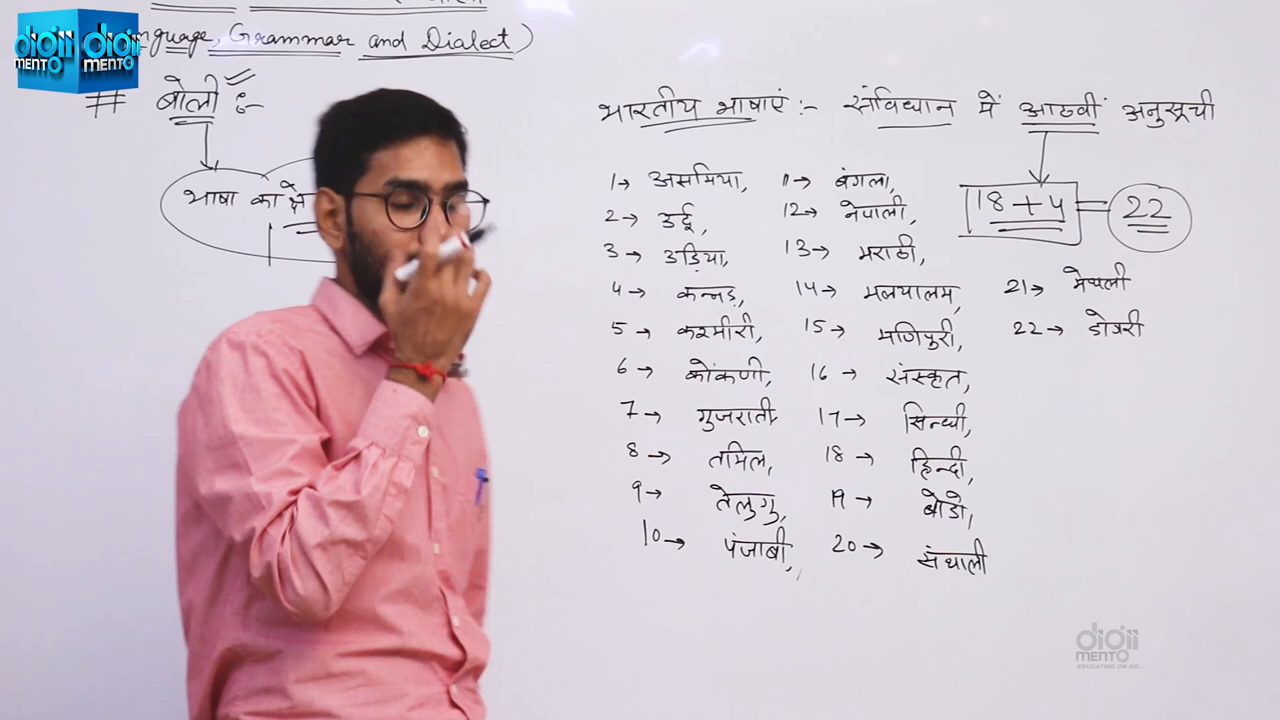 Language, Grammar and Dialect)
# बोली :-
भाषा का क्षे
भारतीय भाषाएं :- संविधान में आठवीं अनुसूची
18 + 4 = 22
1→ असमिया,
2→ उर्दू,
3→ उड़िया,
4→ कन्नड़,
5→ कश्मीरी,
6→ कोंकणी,
7→ गुजराती
8→ तमिल,
9→ तेलुगु,
10→ पंजाबी,
11→ बंगला,
12→ नेपाली,
13→ मराठी,
14→ मलयालम,
15→ मणिपुरी,
16→ संस्कृत,
17→ सिन्धी,
18→ हिन्दी,
19→ बोडो,
20→ संथाली
21→ मैथली
22→ डोगरी
digii MENTO
digii MENTO
digii MENTO
EDUCATING ON GO...